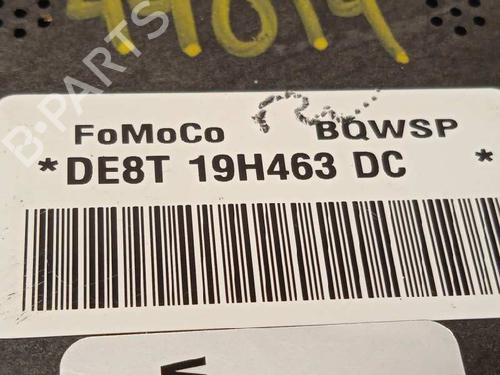 FoMoCo BQWSP
*DE8T 19H463 DC *
B-PARTS